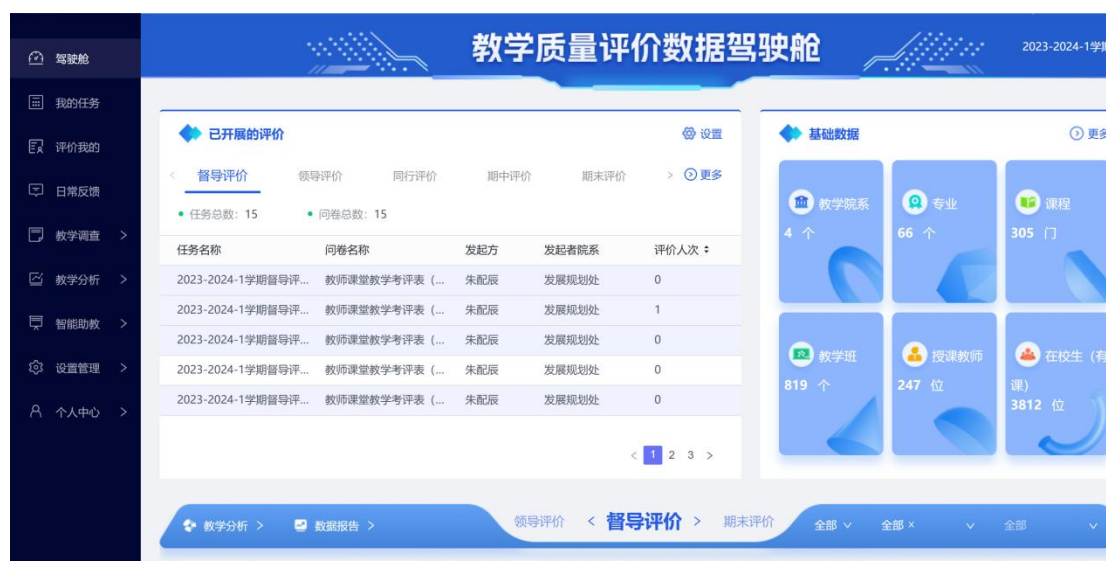 教学质量评价数据驾驶舱
2023-2024-1学期
驾驶舱
我的任务
评价我的
日常反馈
教学调查 >
教学分析 >
智能助教 >
设置管理 >
个人中心 >
已开展的评价 设置
< 督导评价 领导评价 同行评价 期中评价 期末评价 > 更多
任务总数: 15 问卷总数: 15
任务名称 问卷名称 发起方 发起者院系 评价人次
2023-2024-1学期督导评... 教师课堂教学考评表 (... 朱配辰 发展规划处 0
2023-2024-1学期督导评... 教师课堂教学考评表 (... 朱配辰 发展规划处 1
2023-2024-1学期督导评... 教师课堂教学考评表 (... 朱配辰 发展规划处 0
2023-2024-1学期督导评... 教师课堂教学考评表 (... 朱配辰 发展规划处 0
2023-2024-1学期督导评... 教师课堂教学考评表 (... 朱配辰 发展规划处 0
< 1 2 3 >
基础数据 更多
教学院系
4 个
专业
66 个
课程
305 门
教学班
819 个
授课教师
247 位
在校生 (有
课)
3812 位
教学分析 > 数据报告 >
领导评价 < 督导评价 > 期末评价
全部 全部 × 全部